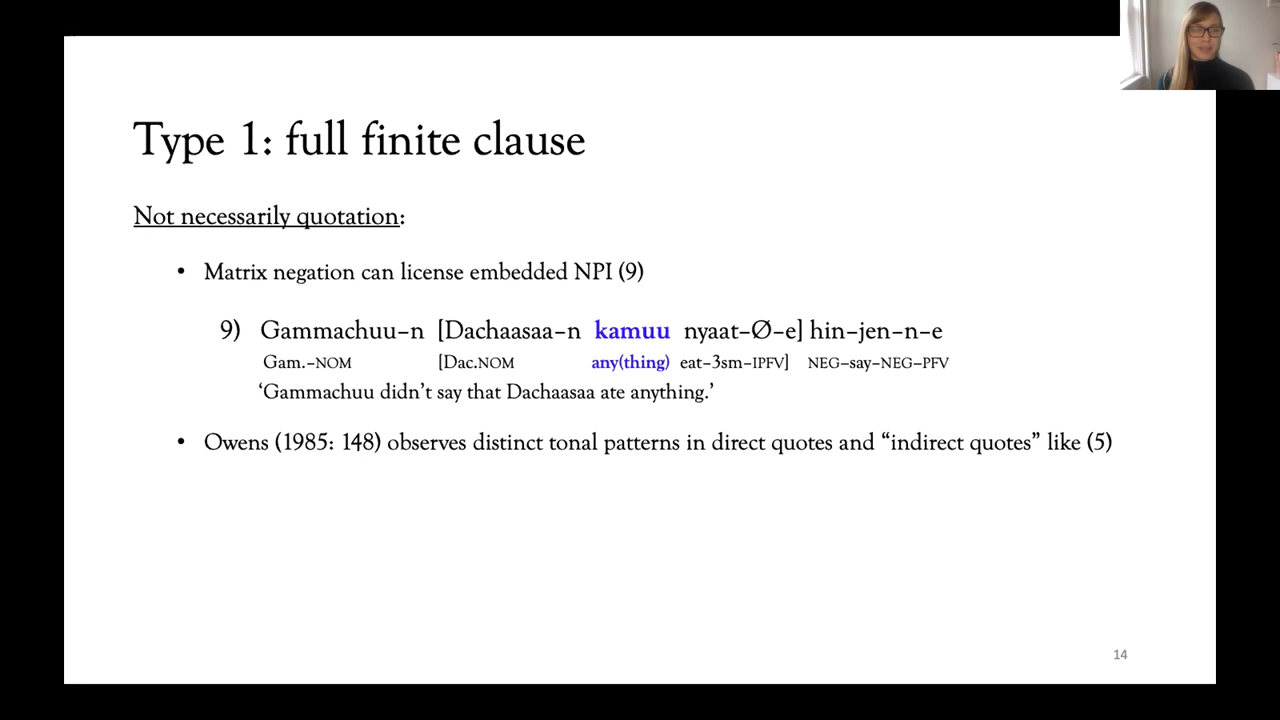 Type 1: full finite clause
Not necessarily quotation:
• Matrix negation can license embedded NPI (9)
9) Gammachuu–n [Dachaasaa–n kamuu nyaat–Ø–e] hin–jen–n–e
Gam.–NOM [Dac.NOM any(thing) eat–3sm–IPFV] NEG–say–NEG–PFV
‘Gammachuu didn’t say that Dachaasaa ate anything.’
• Owens (1985: 148) observes distinct tonal patterns in direct quotes and “indirect quotes” like (5)
14